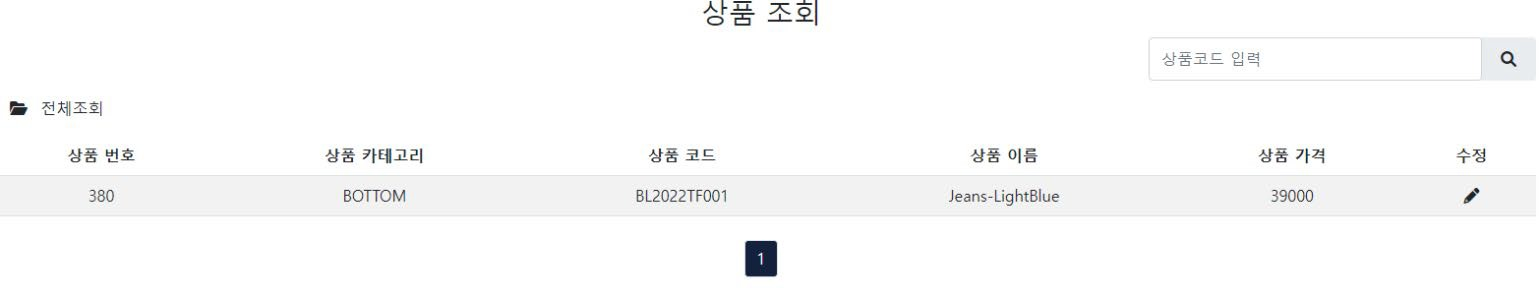 상품 조회
상품코드 입력
전체조회
상품 번호 상품 카테고리 상품 코드 상품 이름 상품 가격 수정
380 BOTTOM BL2022TF001 Jeans-LightBlue 39000
1